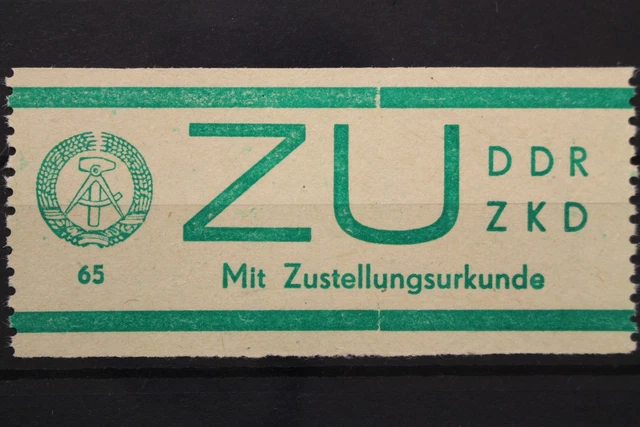 ZU
DDR
ZKD
65
Mit Zustellungsurkunde